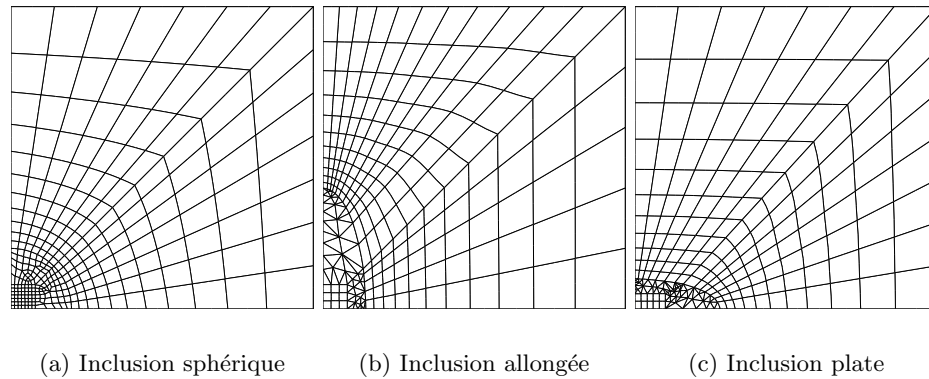 (a) Inclusion sphérique
(b) Inclusion allongée
(c) Inclusion plate